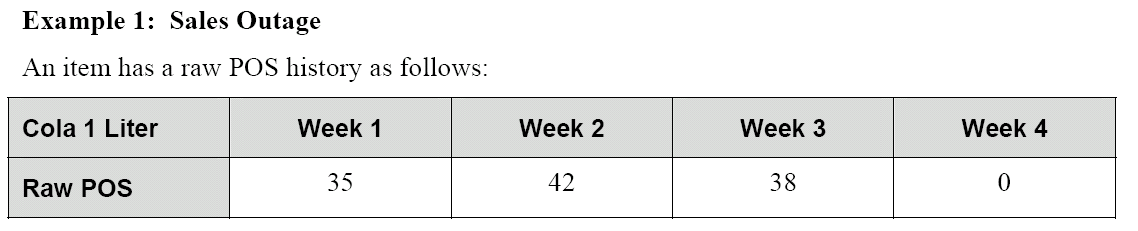 Example 1: Sales Outage
An item has a raw POS history as follows:
Cola 1 Liter Week 1 Week 2 Week 3 Week 4
Raw POS 35 42 38 0